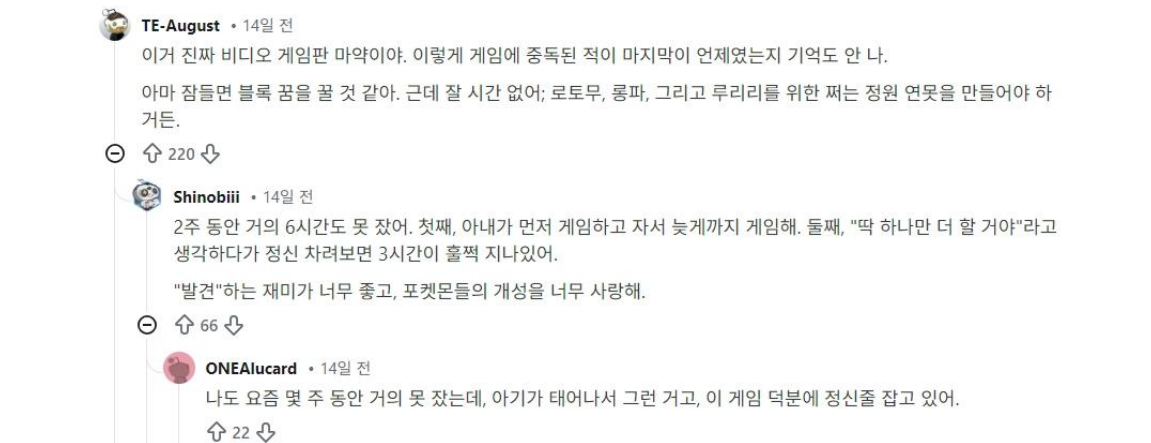 TE-August • 14일 전
이거 진짜 비디오 게임판 마약이야. 이렇게 게임에 중독된 적이 마지막이 언제였는지 기억도 안 나.
아마 잠들면 블록 꿈을 꿀 것 같아. 근데 잘 시간 없어; 로토무, 롱파, 그리고 루리리를 위한 쩌는 정원 연못을 만들어야 하
거든.
220
Shinobiii • 14일 전
2주 동안 거의 6시간도 못 잤어. 첫째, 아내가 먼저 게임하고 자서 늦게까지 게임해. 둘째, "딱 하나만 더 할 거야"라고
생각하다가 정신 차려보면 3시간이 훌쩍 지나있어.
"발견"하는 재미가 너무 좋고, 포켓몬들의 개성을 너무 사랑해.
66
ONEAlucard • 14일 전
나도 요즘 몇 주 동안 거의 못 잤는데, 아기가 태어나서 그런 거고, 이 게임 덕분에 정신줄 잡고 있어.
22